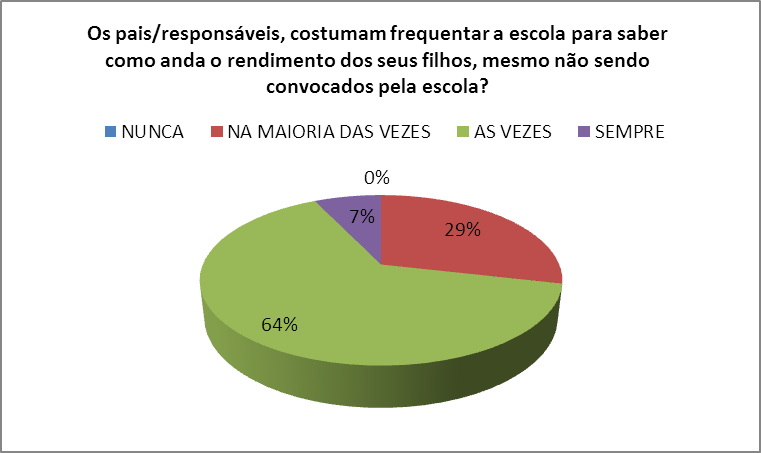 Os pais/responsáveis, costumam frequentar a escola para saber
como anda o rendimento dos seus filhos, mesmo não sendo
convocados pela escola?
NUNCA NA MAIORIA DAS VEZES AS VEZES SEMPRE
0%
7%
29%
64%